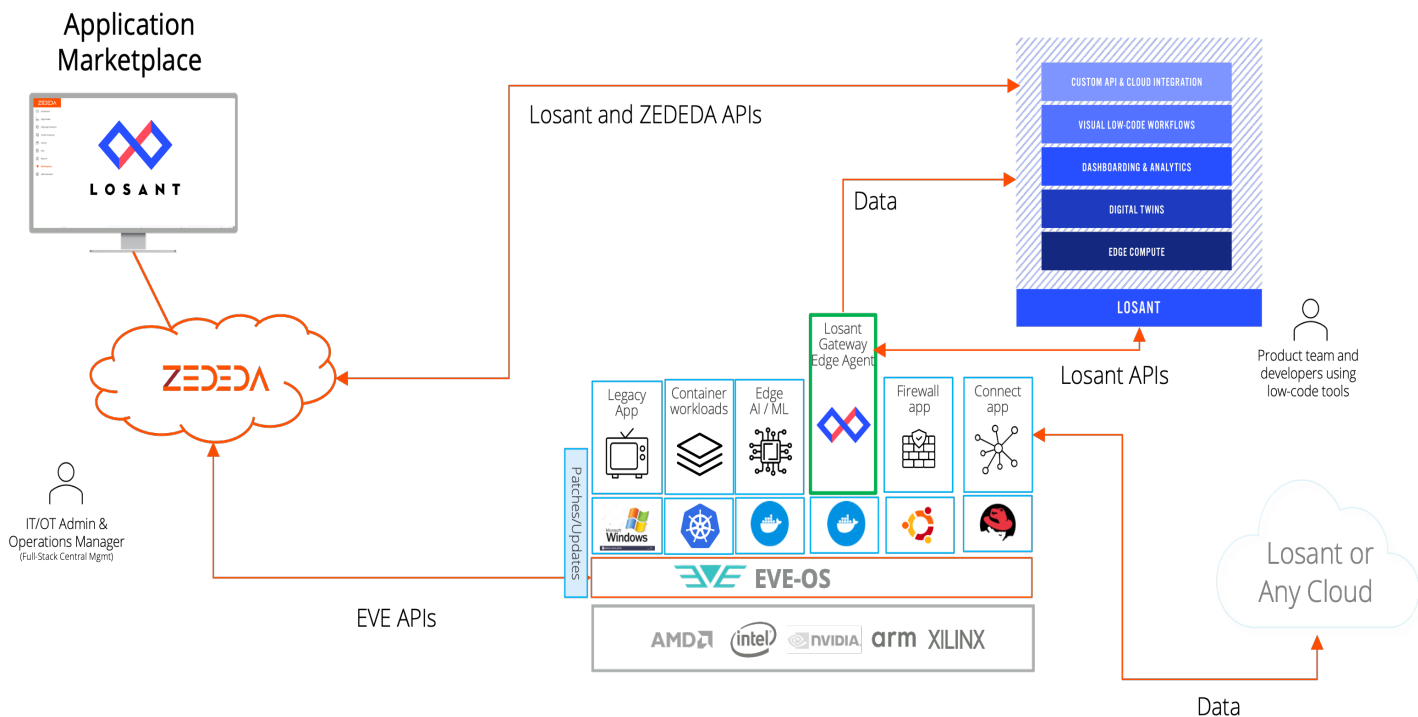 Application
Marketplace
ZEDEDA
LOSANT
Losant and ZEDEDA APIs
CUSTOM API & CLOUD INTEGRATION
VISUAL LOW-CODE WORKFLOWS
DASHBOARDING & ANALYTICS
DIGITAL TWINS
EDGE COMPUTE
LOSANT
Data
ZEDEDA
Losant
Gateway
Edge Agent
Losant APIs
Product team and
developers using
low-code tools
Legacy
App
Container
workloads
Edge
AI / ML
Firewall
app
Connect
app
Patches/Updates
Microsoft
Windows
IT/OT Admin &
Operations Manager
(Full-Stack Central Mgmt)
EVE-OS
EVE APIs
AMD
intel
NVIDIA.
arm
XILINX
Losant or
Any Cloud
Data